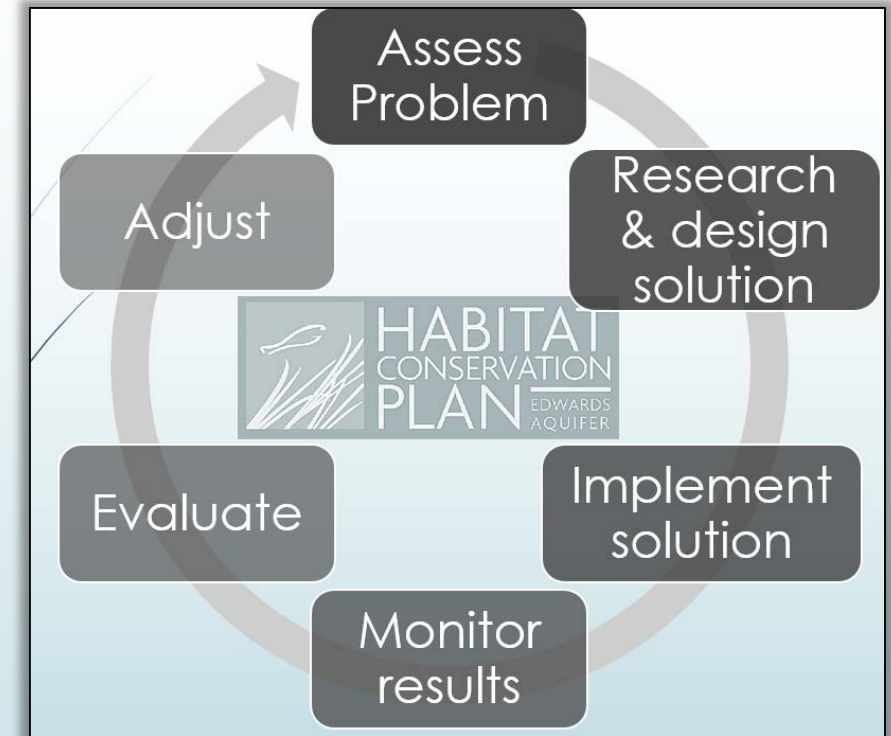 Assess
Problem
Research
& design
solution
Implement
solution
Monitor
results
Evaluate
Adjust
HABITAT
CONSERVATION
PLAN
EDWARDS
AQUIFER